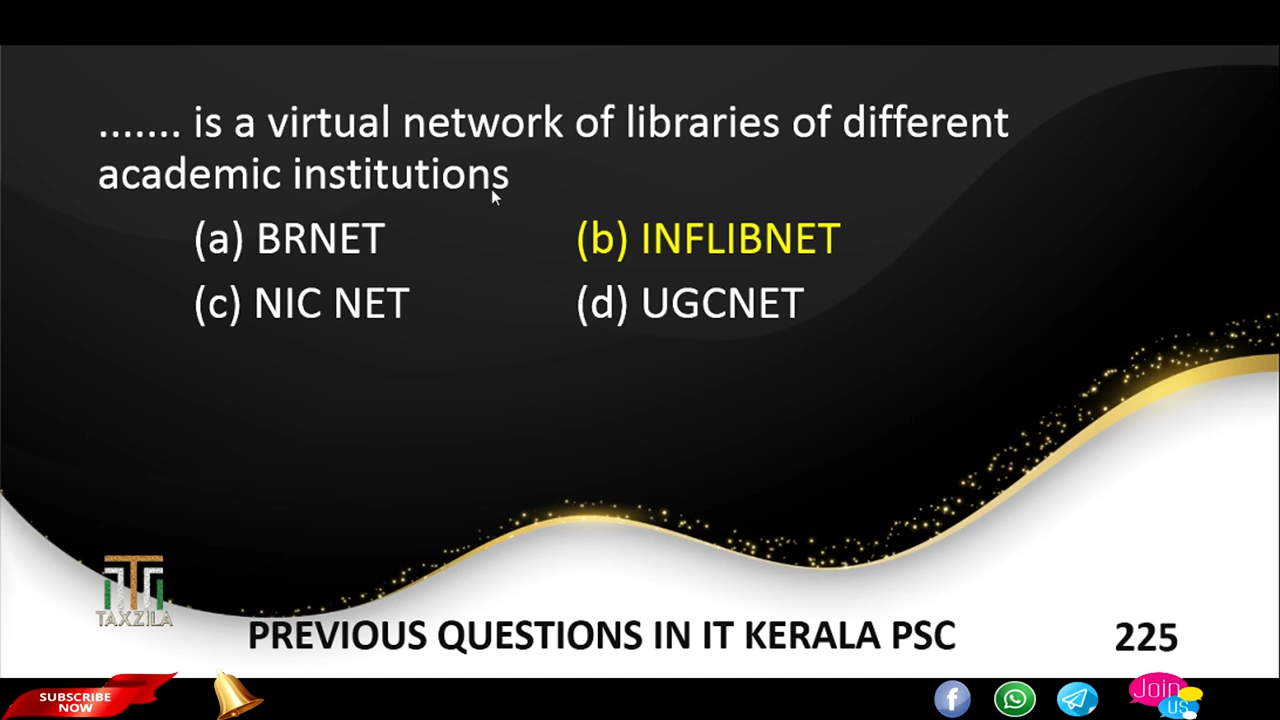 ....... is a virtual network of libraries of different
academic institutions
(a) BRNET (b) INFLIBNET
(c) NIC NET (d) UGCNET
TAXZILA
PREVIOUS QUESTIONS IN IT KERALA PSC 225
SUBSCRIBE
NOW
Join
us